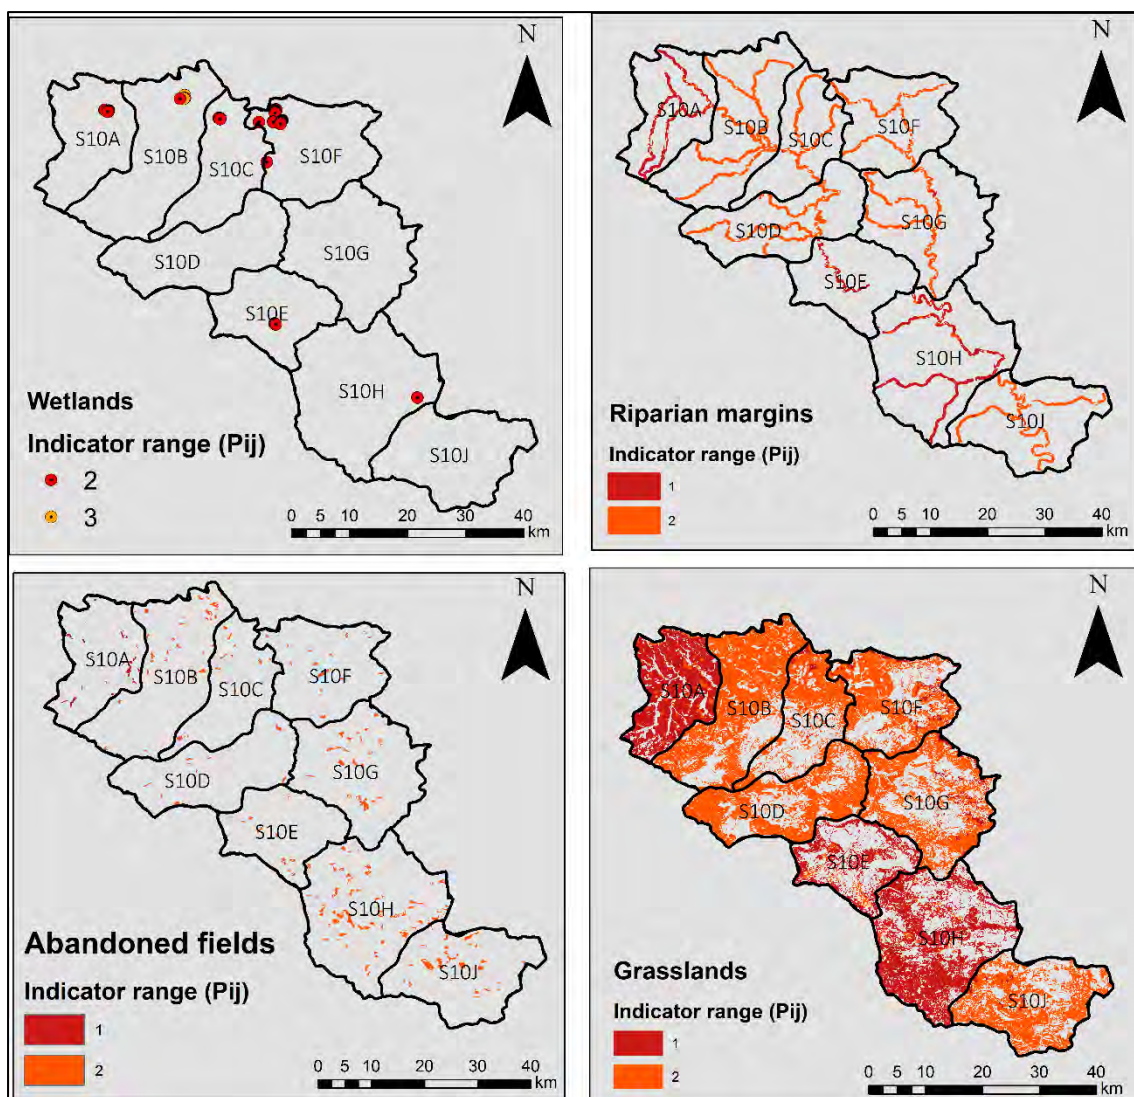 N
S10A
S10B
S10C
S10F
S10D
S10G
S10E
S10H
S10J
Wetlands
Indicator range (Pij)
2
3
0 5 10 20 30 40
km
N
S10A
S10B
S10C
S10F
S10D
S10G
S10E
S10H
S10J
Riparian margins
Indicator range (Pij)
1
2
0 5 10 20 30 40
km
N
S10A
S10B
S10C
S10F
S10D
S10G
S10E
S10H
S10J
Abandoned fields
Indicator range (Pij)
1
2
0 5 10 20 30 40
km
N
S10A
S10B
S10C
S10F
S10D
S10G
S10E
S10H
S10J
Grasslands
Indicator range (Pij)
1
2
0 5 10 20 30 40
km